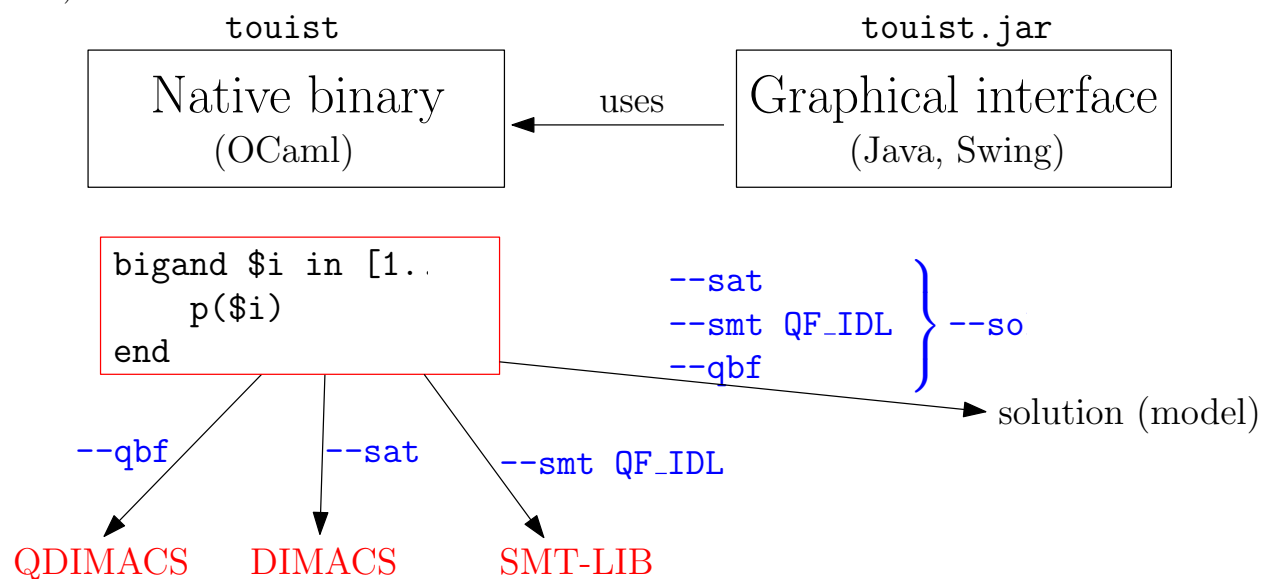 touist
touist.jar
Native binary
(OCaml)
uses
Graphical interface
(Java, Swing)
bigand $i in [1..
p($i)
end
--sat
--smt QF_IDL
--qbf
--so
solution (model)
--qbf
--sat
--smt QF_IDL
QDIMACS
DIMACS
SMT-LIB